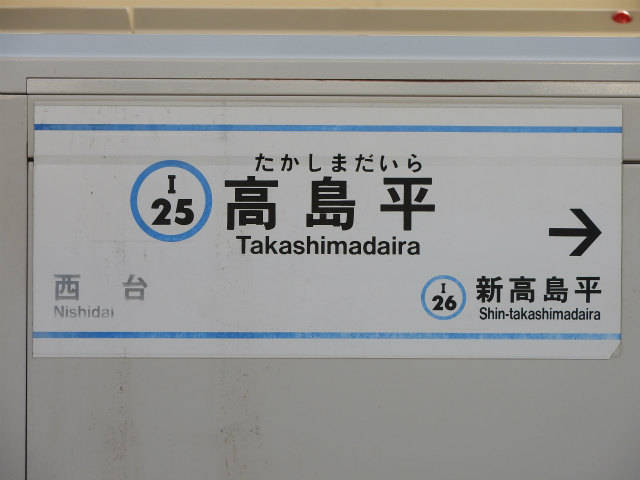 たかしまだいら
I 25 高島平
Takashimadaira
→
西台
Nishidai
I 26 新高島平
Shin-takashimadaira